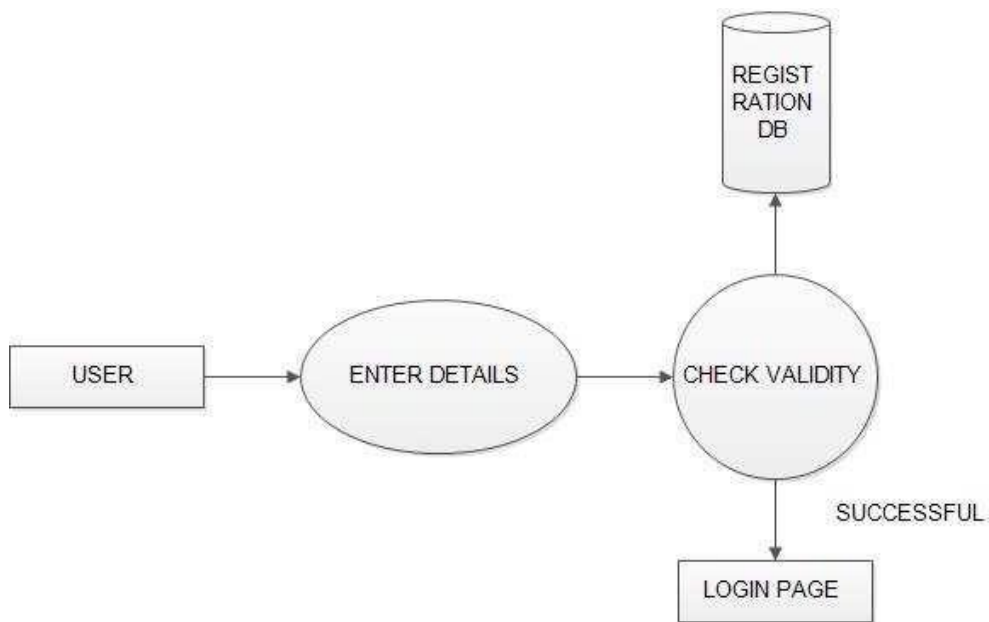 REGIST
RATION
DB
USER
ENTER DETAILS
CHECK VALIDITY
SUCCESSFUL
LOGIN PAGE